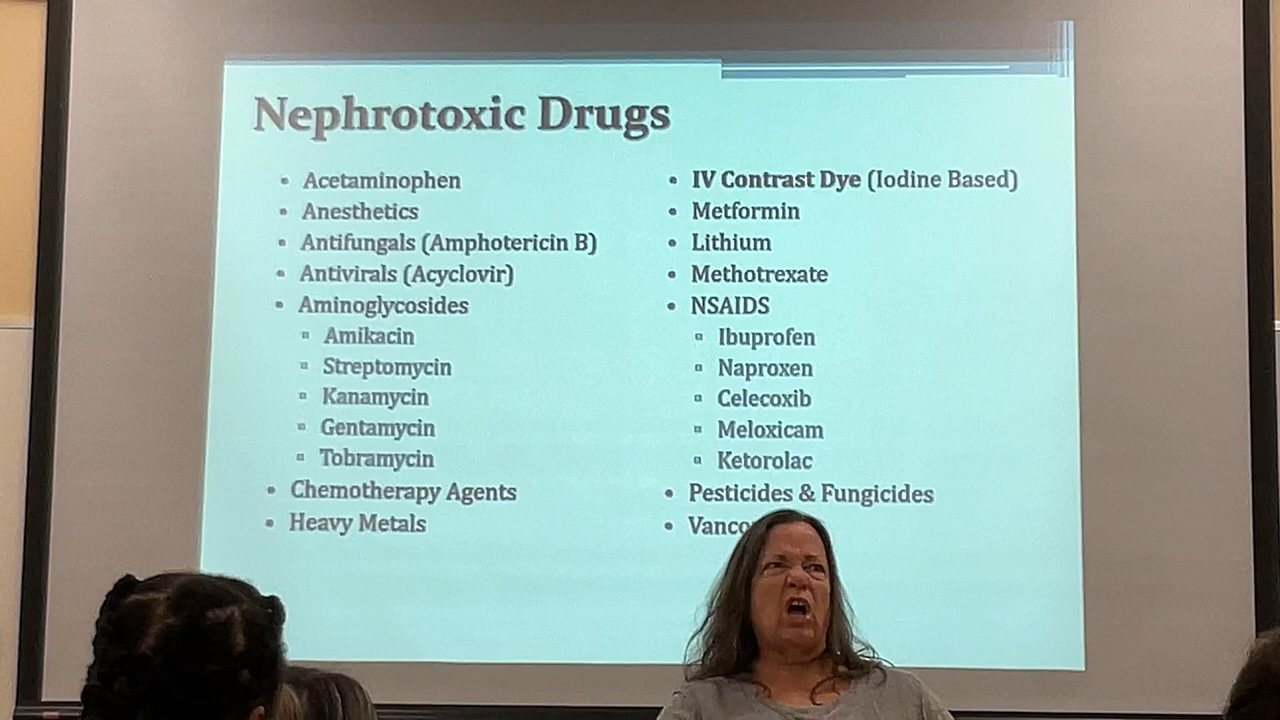 Nephrotoxic Drugs
• Acetaminophen
• Anesthetics
• Antifungals (Amphotericin B)
• Antivirals (Acyclovir)
• Aminoglycosides
▫ Amikacin
▫ Streptomycin
▫ Kanamycin
▫ Gentamycin
▫ Tobramycin
• Chemotherapy Agents
• Heavy Metals
• IV Contrast Dye (Iodine Based)
• Metformin
• Lithium
• Methotrexate
• NSAIDS
▫ Ibuprofen
▫ Naproxen
▫ Celecoxib
▫ Meloxicam
▫ Ketorolac
• Pesticides & Fungicides
• Vanco